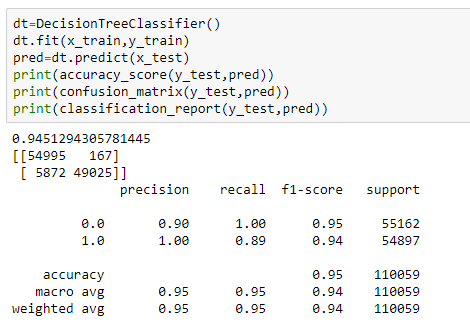 dt=DecisionTreeClassifier()
dt.fit(x_train,y_train)
pred=dt.predict(x_test)
print(accuracy_score(y_test,pred))
print(confusion_matrix(y_test,pred))
print(classification_report(y_test,pred))
0.9451294305781445
[[54995   167]
 [ 5872 49025]]
              precision    recall  f1-score   support
         0.0       0.90      1.00      0.95     55162
         1.0       1.00      0.89      0.94     54897
    accuracy                           0.95    110059
   macro avg       0.95      0.95      0.94    110059
weighted avg       0.95      0.95      0.94    110059